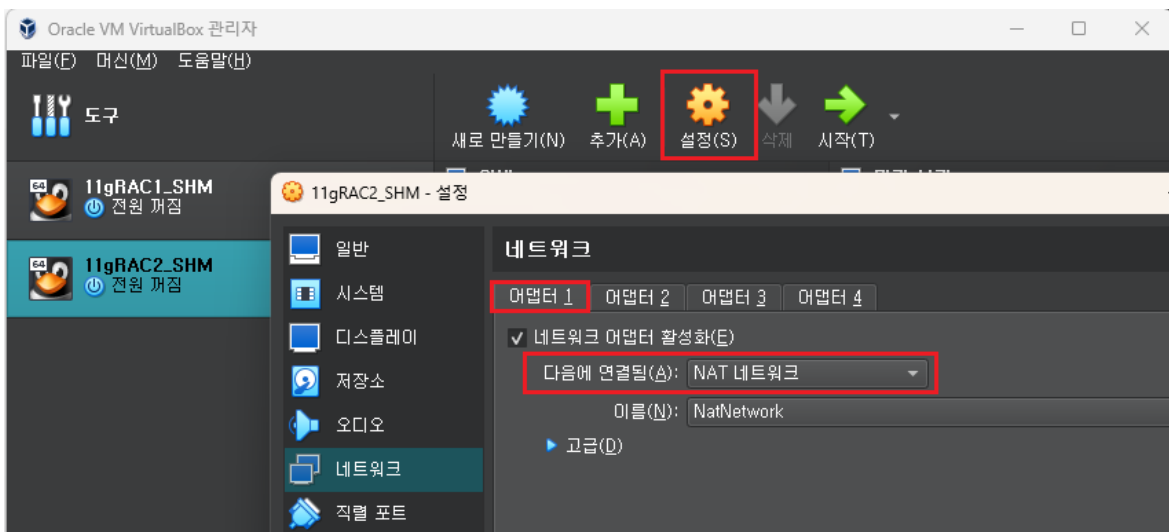 Oracle VM VirtualBox 관리자
파일(F) 머신(M) 도움말(H)
도구
새로 만들기(N) 추가(A) 설정(S) 삭제 시작(T)
11gRAC1_SHM
전원 꺼짐
11gRAC2_SHM
전원 꺼짐
11gRAC2_SHM - 설정
일반
시스템
디스플레이
저장소
오디오
네트워크
직렬 포트
네트워크
어댑터 1 어댑터 2 어댑터 3 어댑터 4
네트워크 어댑터 활성화(E)
다음에 연결됨(A): NAT 네트워크
이름(N): NatNetwork
고급(D)